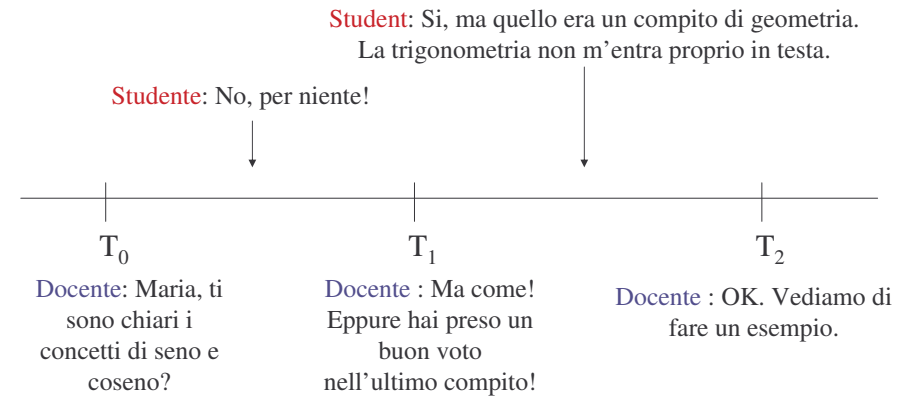 Student: Si, ma quello era un compito di geometria.
La trigonometria non m'entra proprio in testa.
Studente: No, per niente!
T0
T1
T2
Docente: Maria, ti
sono chiari i
concetti di seno e
coseno?
Docente : Ma come!
Eppure hai preso un
buon voto
nell'ultimo compito!
Docente : OK. Vediamo di
fare un esempio.